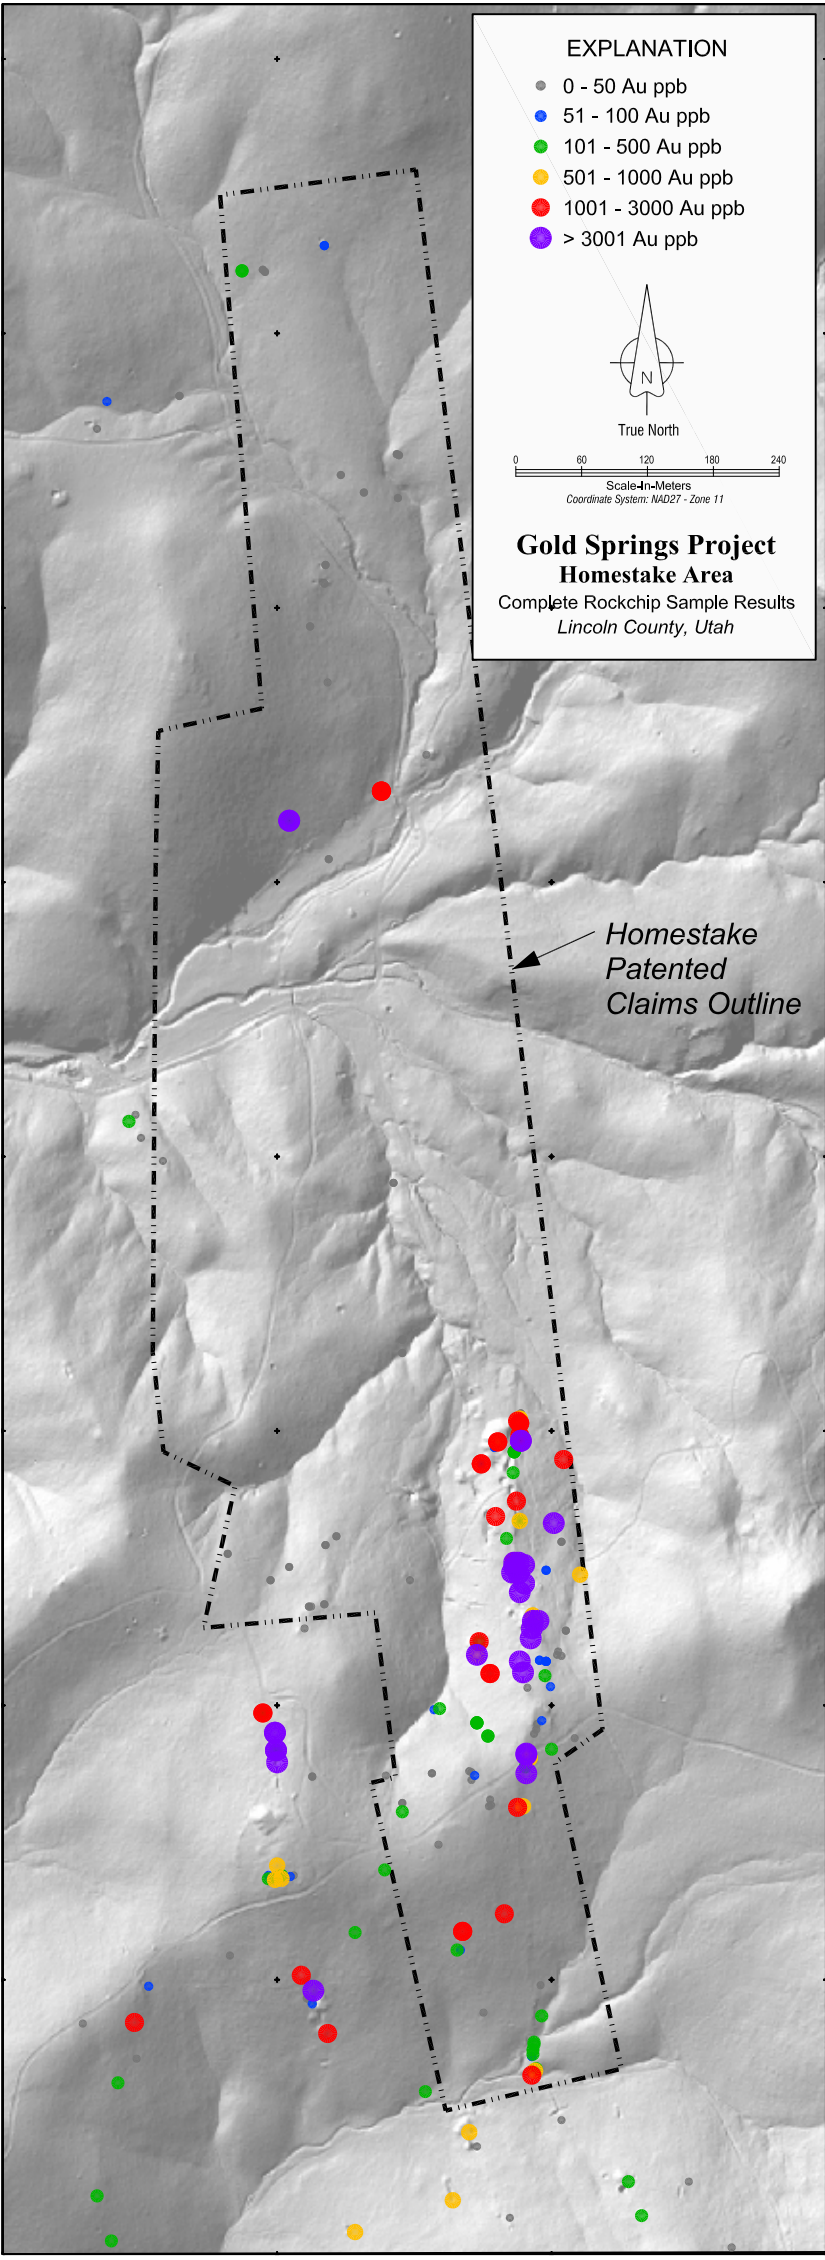 EXPLANATION
0 - 50 Au ppb
51 - 100 Au ppb
101 - 500 Au ppb
501 - 1000 Au ppb
1001 - 3000 Au ppb
> 3001 Au ppb
N
True North
0 60 120 180 240
Scale-In-Meters
Coordinate System: NAD27 - Zone 11
Gold Springs Project
Homestake Area
Complete Rockchip Sample Results
Lincoln County, Utah
Homestake
Patented
Claims Outline